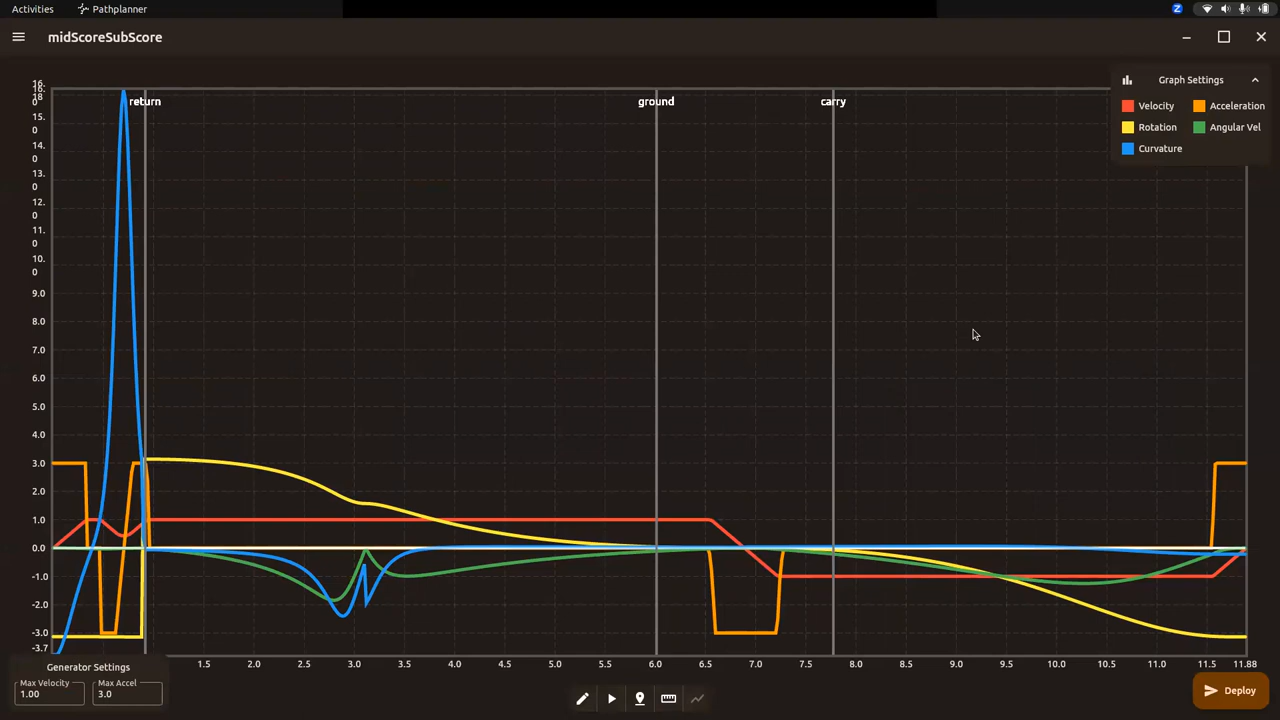 Activities Pathplanner
midScoreSubScore
Graph Settings
Velocity Acceleration
Rotation Angular Vel
Curvature
return ground carry
16.
18
0
15.
0
14.
0
13.
0
12.
0
11.
0
10.
0
9.0
8.0
7.0
6.0
5.0
4.0
3.0
2.0
1.0
0.0
-1.0
-2.0
-3.0
-3.7
1.5 2.0 2.5 3.0 3.5 4.0 4.5 5.0 5.5 6.0 6.5 7.0 7.5 8.0 8.5 9.0 9.5 10.0 10.5 11.0 11.5 11.88
Generator Settings
Max Velocity Max Accel
1.00 3.0
Deploy